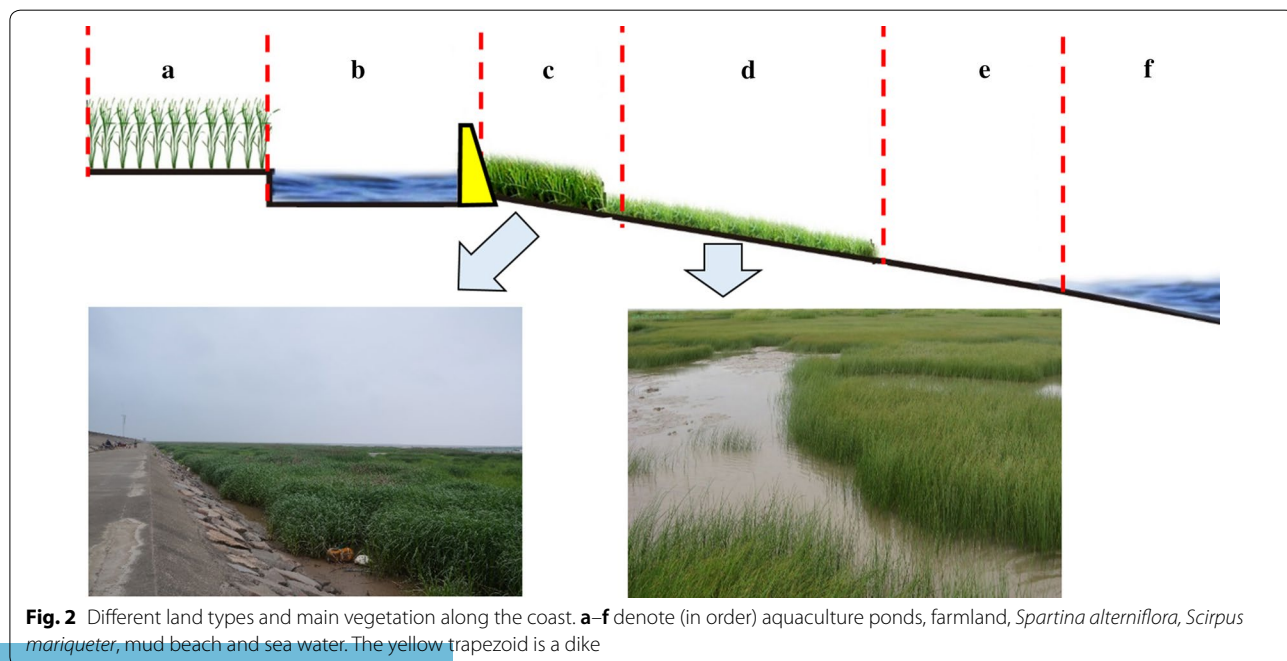 a b c d e f
Fig. 2 Different land types and main vegetation along the coast. a–f denote (in order) aquaculture ponds, farmland, Spartina alterniflora, Scirpus
mariqueter, mud beach and sea water. The yellow trapezoid is a dike